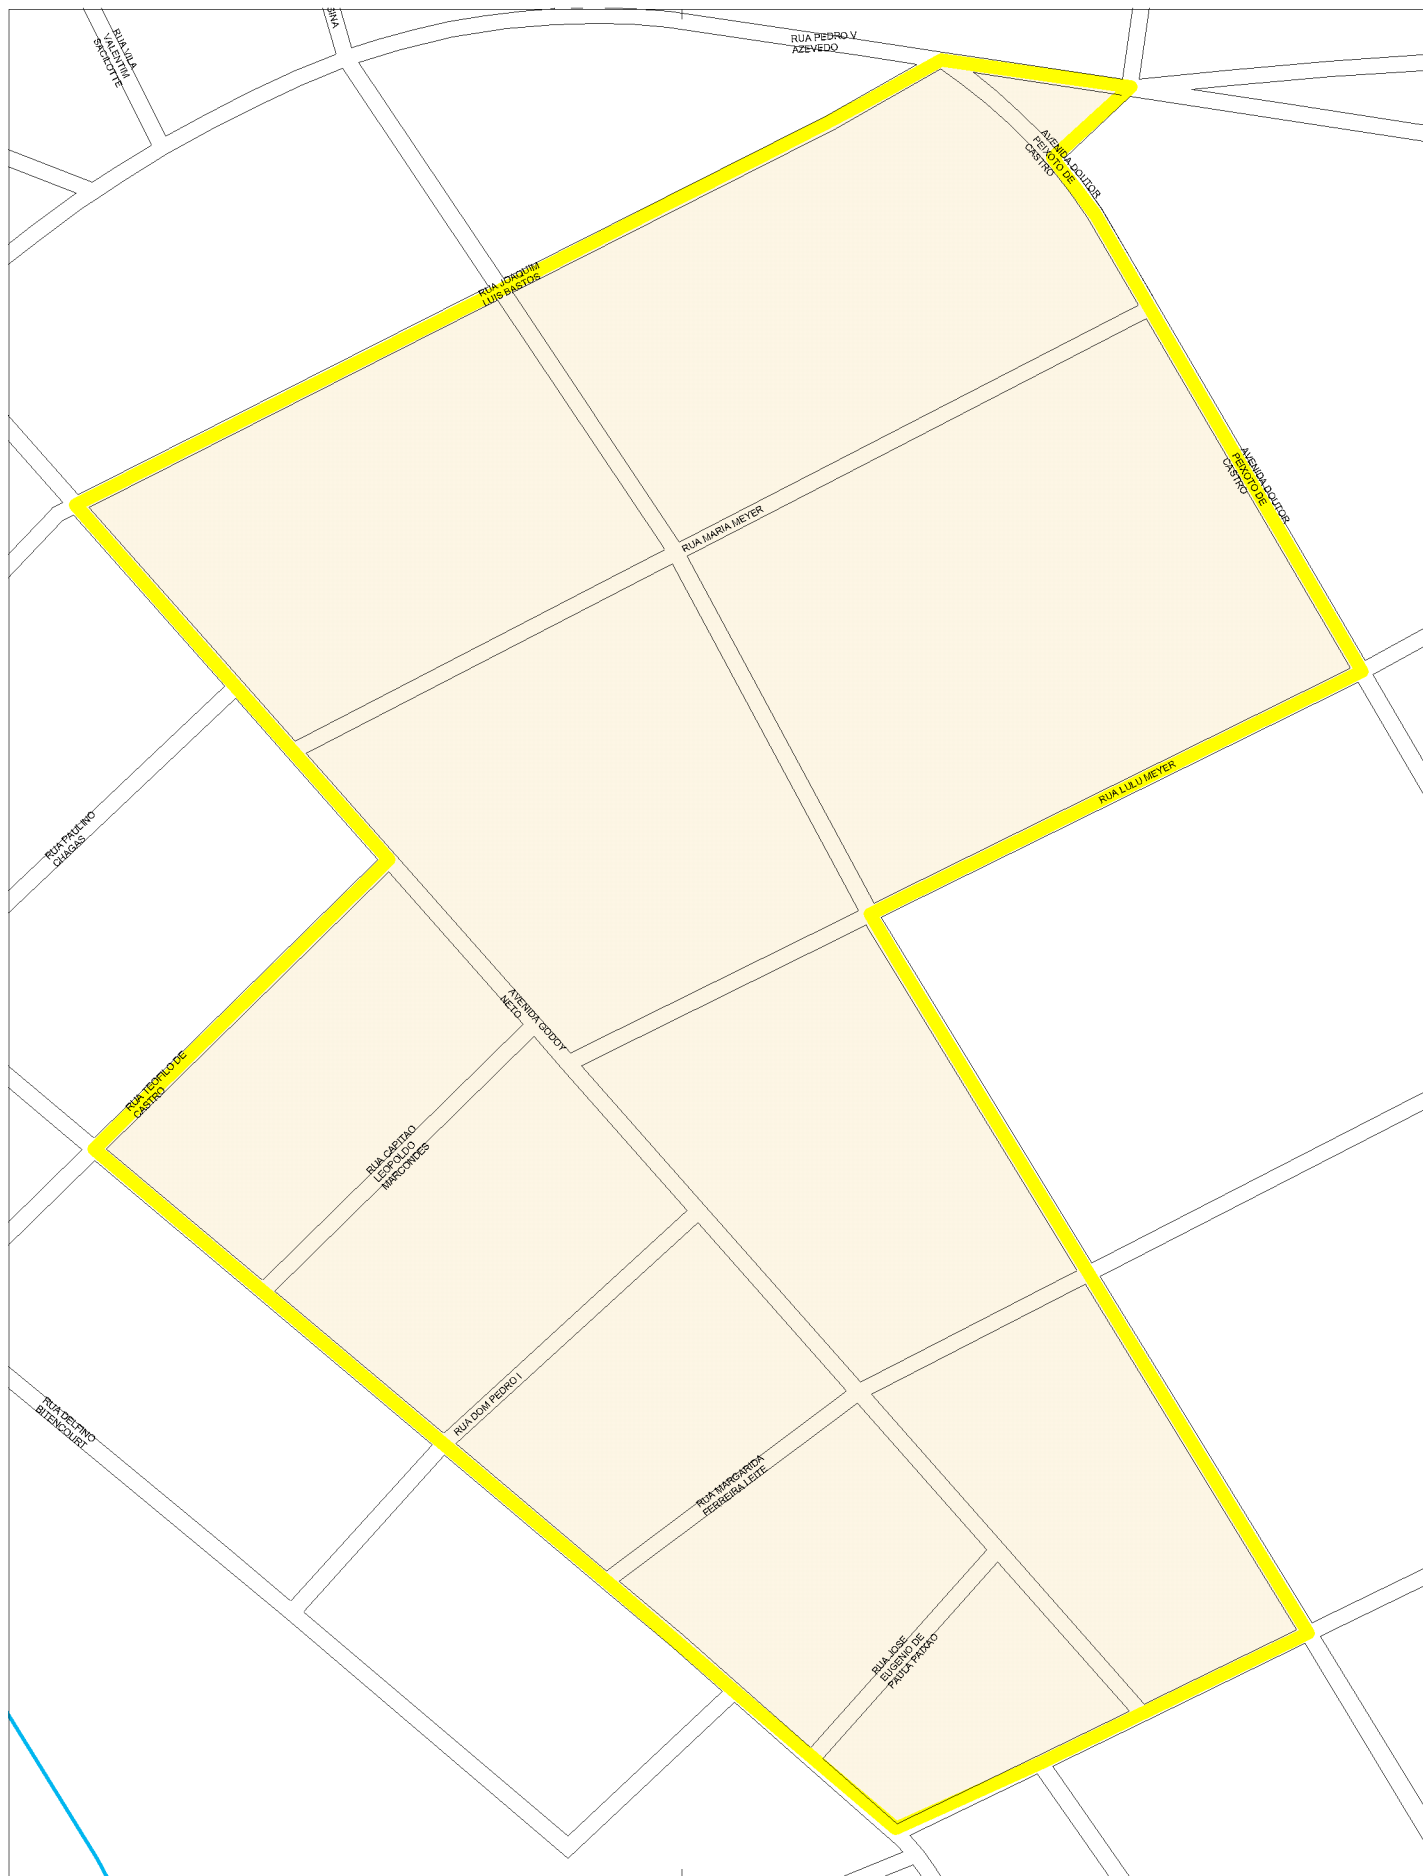 RUA VILA
VALENTIM
SACILOTTE
RUA PEDRO V
AZEVEDO
AVENIDA DOUTOR
PEIXOTO DE
CASTRO
RUA JOAQUIM
LUIS BASTOS
AVENIDA DOUTOR
PEIXOTO DE
CASTRO
RUA MARIA MEYER
RUA LULU MEYER
RUA PAULINO
CHAGAS
AVENIDA GODOY
NETO
RUA TEOFILO DE
CASTRO
RUA CAPITAO
LEOPOLDO
MARCONDES
RUA DOM PEDRO I
RUA DELFINO
BITENCOURT
RUA MARGARIDA
FERREIRA LEITE
RUA JOSE
EUGENIO DE
PAULA PAIXAO